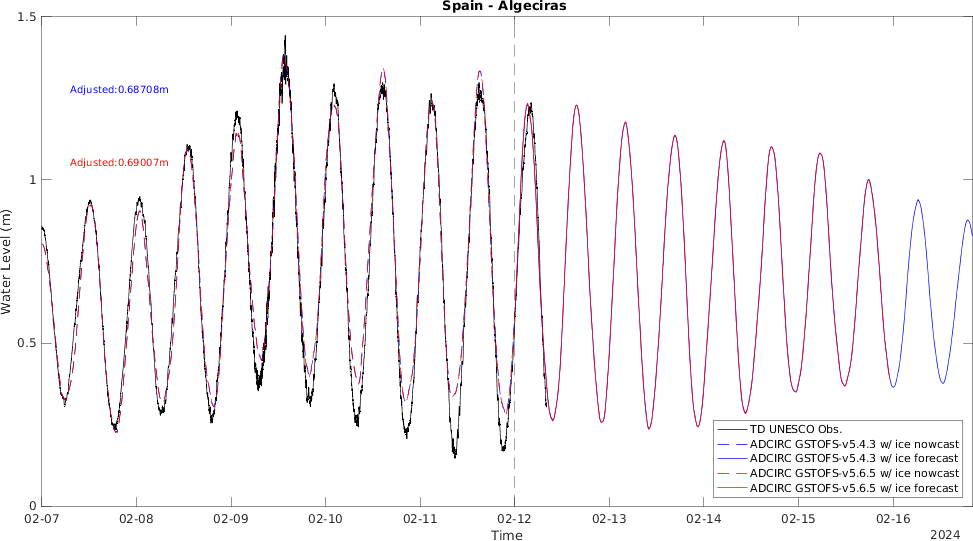 Spain - Algeciras
1.5
Adjusted:0.68708m
Adjusted:0.69007m
1
0.5
0
Water Level (m)
TD UNESCO Obs.
ADCIRC GSTOFS-v5.4.3 w/ ice nowcast
ADCIRC GSTOFS-v5.4.3 w/ ice forecast
ADCIRC GSTOFS-v5.6.5 w/ ice nowcast
ADCIRC GSTOFS-v5.6.5 w/ ice forecast
02-07 02-08 02-09 02-10 02-11 02-12 02-13 02-14 02-15 02-16
Time
2024